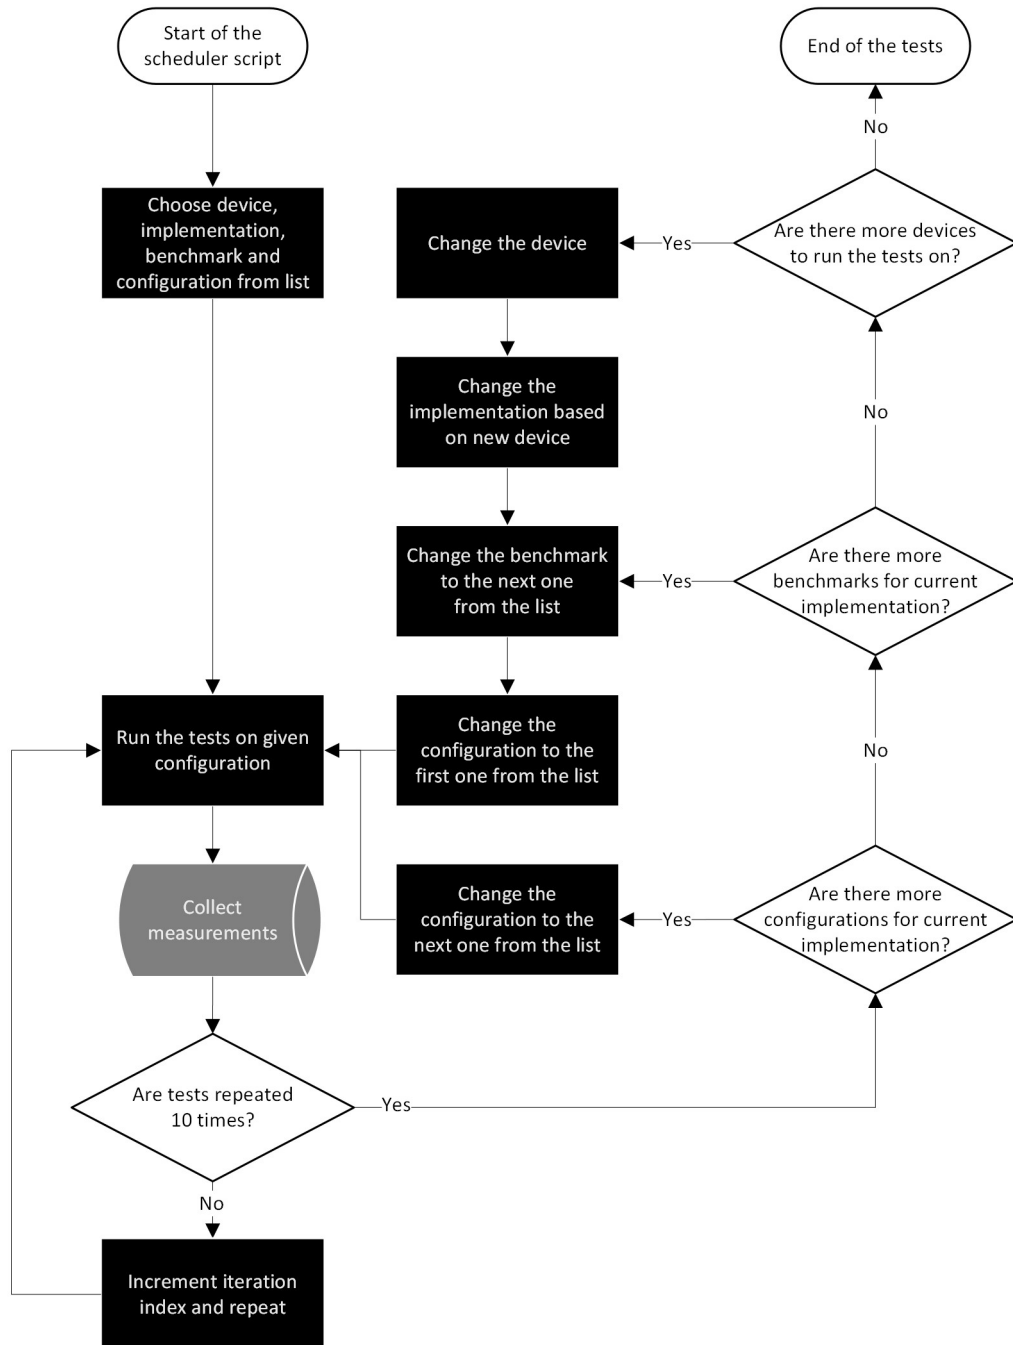 Start of the
scheduler script
End of the tests
No
Choose device,
implementation,
benchmark and
configuration from list
Change the device
Yes
Are there more devices
to run the tests on?
Change the
implementation based
on new device
No
Change the benchmark
to the next one
from the list
Yes
Are there more
benchmarks for current
implementation?
Run the tests on given
configuration
Change the
configuration to the
first one from the list
No
Collect
measurements
Change the
configuration to the
next one from the list
Yes
Are there more
configurations for current
implementation?
Are tests repeated
10 times?
Yes
No
Increment iteration
index and repeat